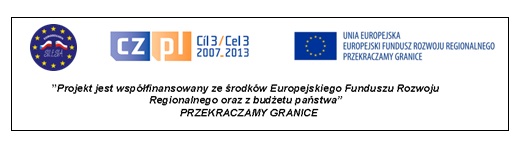 cz pl
Cíl 3 / Cel 3
2007-2013
UNIA EUROPEJSKA
EUROPEJSKI FUNDUSZ ROZWOJU REGIONALNEGO
PRZEKRACZAMY GRANICE
"Projekt jest współfinansowany ze środków Europejskiego Funduszu Rozwoju
Regionalnego oraz z budżetu państwa"
PRZEKRACZAMY GRANICE